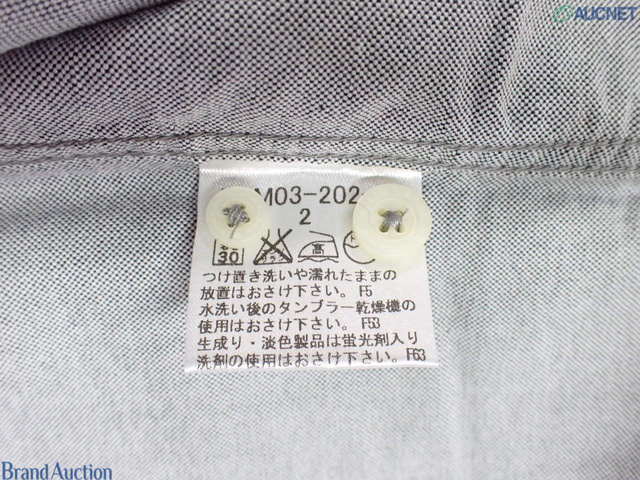 AUCNET
M03-202
2
30
高
つけ置き洗いや濡れたままの
放置はおさけ下さい。F5
水洗い後のタンブラー乾燥機の
使用はおさけ下さい。F53
生成り・淡色製品は蛍光剤入り
洗剤の使用はおさけ下さい。F63
Brand Auction